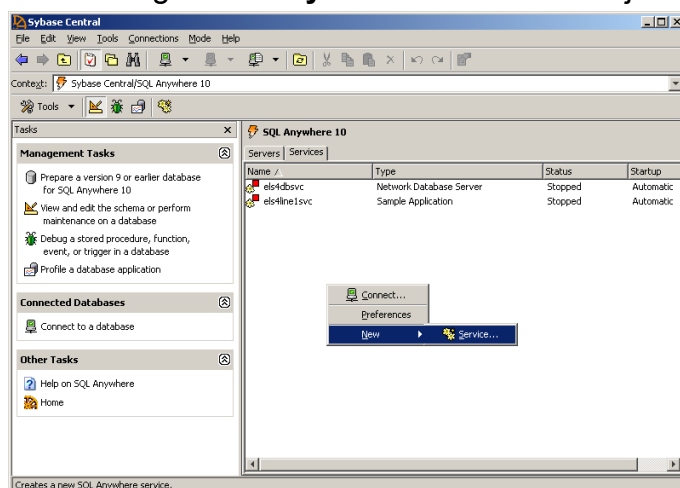 Sybase Central
File Edit View Tools Connections Mode Help
Context: Sybase Central/SQL Anywhere 10
Tools
Tasks x
SQL Anywhere 10
Servers Services
Management Tasks
Name Type Status Startup
Prepare a version 9 or earlier database
for SQL Anywhere 10
els4dbsvc Network Database Server Stopped Automatic
els4line1svc Sample Application Stopped Automatic
View and edit the schema or perform
maintenance on a database
Debug a stored procedure, function,
event, or trigger in a database
Profile a database application
Connect...
Preferences
New Service...
Connected Databases
Connect to a database
Other Tasks
Help on SQL Anywhere
Home
Creates a new SQL Anywhere service.